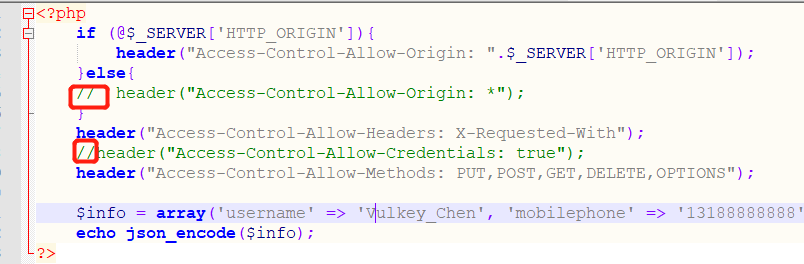 <?php
if (@$_SERVER['HTTP_ORIGIN']){
header("Access-Control-Allow-Origin: ".$_SERVER['HTTP_ORIGIN']);
}else{
// header("Access-Control-Allow-Origin: *");
}
header("Access-Control-Allow-Headers: X-Requested-With");
//header("Access-Control-Allow-Credentials: true");
header("Access-Control-Allow-Methods: PUT,POST,GET,DELETE,OPTIONS");
$info = array('username' => 'Vulkey_Chen', 'mobilephone' => '13188888888'
echo json_encode($info);
?>